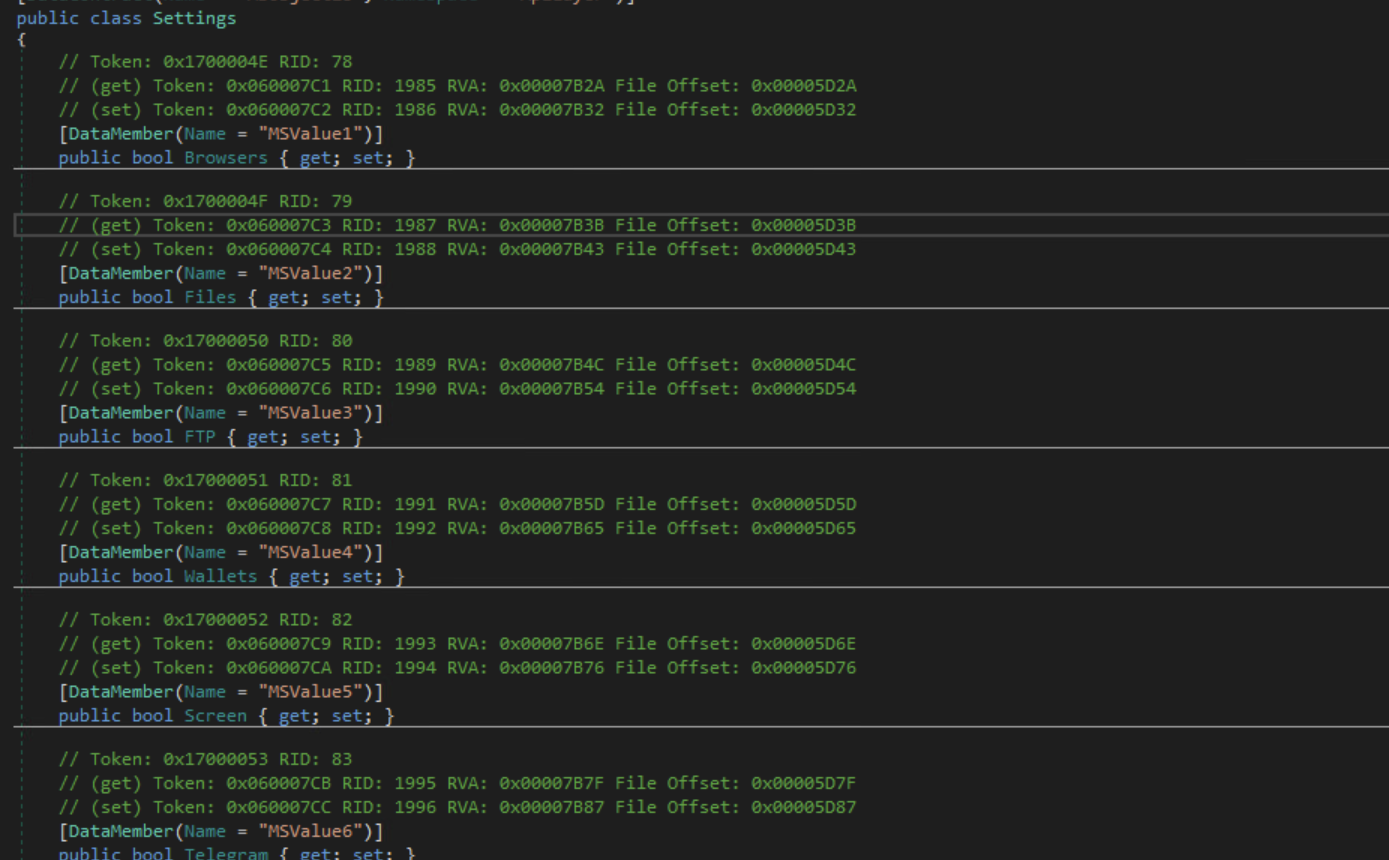 public class Settings
{
// Token: 0x1700004E RID: 78
// (get) Token: 0x060007C1 RID: 1985 RVA: 0x00007B2A File Offset: 0x00005D2A
// (set) Token: 0x060007C2 RID: 1986 RVA: 0x00007B32 File Offset: 0x00005D32
[DataMember(Name = "MSValue1")]
public bool Browsers { get; set; }
// Token: 0x1700004F RID: 79
// (get) Token: 0x060007C3 RID: 1987 RVA: 0x00007B3B File Offset: 0x00005D3B
// (set) Token: 0x060007C4 RID: 1988 RVA: 0x00007B43 File Offset: 0x00005D43
[DataMember(Name = "MSValue2")]
public bool Files { get; set; }
// Token: 0x17000050 RID: 80
// (get) Token: 0x060007C5 RID: 1989 RVA: 0x00007B4C File Offset: 0x00005D4C
// (set) Token: 0x060007C6 RID: 1990 RVA: 0x00007B54 File Offset: 0x00005D54
[DataMember(Name = "MSValue3")]
public bool FTP { get; set; }
// Token: 0x17000051 RID: 81
// (get) Token: 0x060007C7 RID: 1991 RVA: 0x00007B5D File Offset: 0x00005D5D
// (set) Token: 0x060007C8 RID: 1992 RVA: 0x00007B65 File Offset: 0x00005D65
[DataMember(Name = "MSValue4")]
public bool Wallets { get; set; }
// Token: 0x17000052 RID: 82
// (get) Token: 0x060007C9 RID: 1993 RVA: 0x00007B6E File Offset: 0x00005D6E
// (set) Token: 0x060007CA RID: 1994 RVA: 0x00007B76 File Offset: 0x00005D76
[DataMember(Name = "MSValue5")]
public bool Screen { get; set; }
// Token: 0x17000053 RID: 83
// (get) Token: 0x060007CB RID: 1995 RVA: 0x00007B7F File Offset: 0x00005D7F
// (set) Token: 0x060007CC RID: 1996 RVA: 0x00007B87 File Offset: 0x00005D87
[DataMember(Name = "MSValue6")]
public bool Telegram { get; set; }